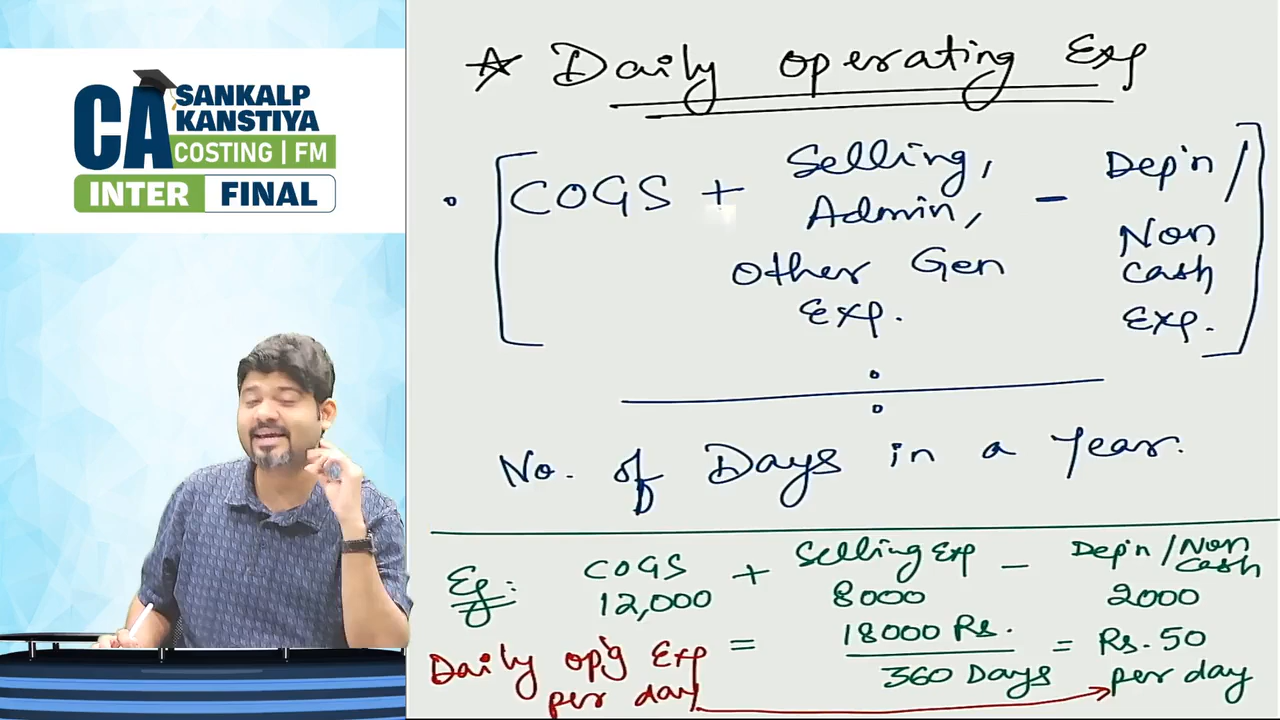 CA SANKALP
KANSTIYA
COSTING | FM
INTER FINAL
☆ Daily operating Exp
[COGS + Selling, Admin, Other Gen Exp. - Dep'n / Non Cash Exp.]
÷
No. of Days in a Year.
Eg: COGS + Selling Exp - Dep'n / Non Cash
12,000 8000 2000
Daily op'g Exp per day = 18000 Rs. / 360 Days = Rs. 50 per day